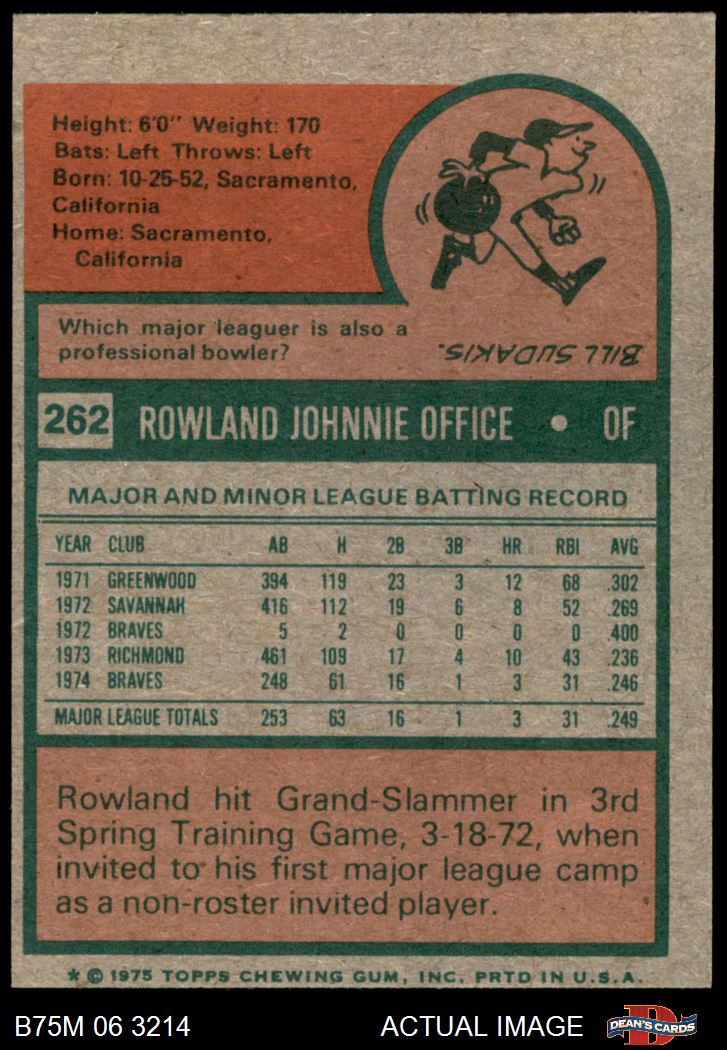 Height: 6'0" Weight: 170
Bats: Left Throws: Left
Born: 10-25-52, Sacramento,
California
Home: Sacramento,
California
Which major leaguer is also a
professional bowler?
BILL SUDAKIS.
262 ROWLAND JOHNNIE OFFICE • OF
MAJOR AND MINOR LEAGUE BATTING RECORD
YEAR CLUB AB H 2B 3B HR RBI AVG
1971 GREENWOOD 394 119 23 3 12 68 .302
1972 SAVANNAH 416 112 19 6 8 52 .269
1972 BRAVES 5 2 0 0 0 0 .400
1973 RICHMOND 461 109 17 4 10 43 .236
1974 BRAVES 248 61 16 1 3 31 .246
MAJOR LEAGUE TOTALS 253 63 16 1 3 31 .249
Rowland hit Grand-Slammer in 3rd
Spring Training Game, 3-18-72, when
invited to his first major league camp
as a non-roster invited player.
* © 1975 TOPPS CHEWING GUM, INC. PRTD IN U.S.A.
B75M 06 3214 ACTUAL IMAGE D DEAN'S CARDS